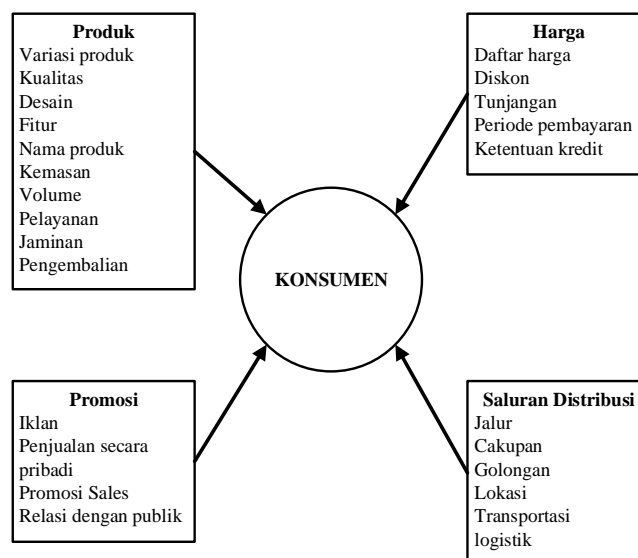 Produk
Variasi produk
Kualitas
Desain
Fitur
Nama produk
Kemasan
Volume
Pelayanan
Jaminan
Pengembalian
Harga
Daftar harga
Diskon
Tunjangan
Periode pembayaran
Ketentuan kredit
KONSUMEN
Promosi
Iklan
Penjualan secara
pribadi
Promosi Sales
Relasi dengan publik
Saluran Distribusi
Jalur
Cakupan
Golongan
Lokasi
Transportasi
logistik